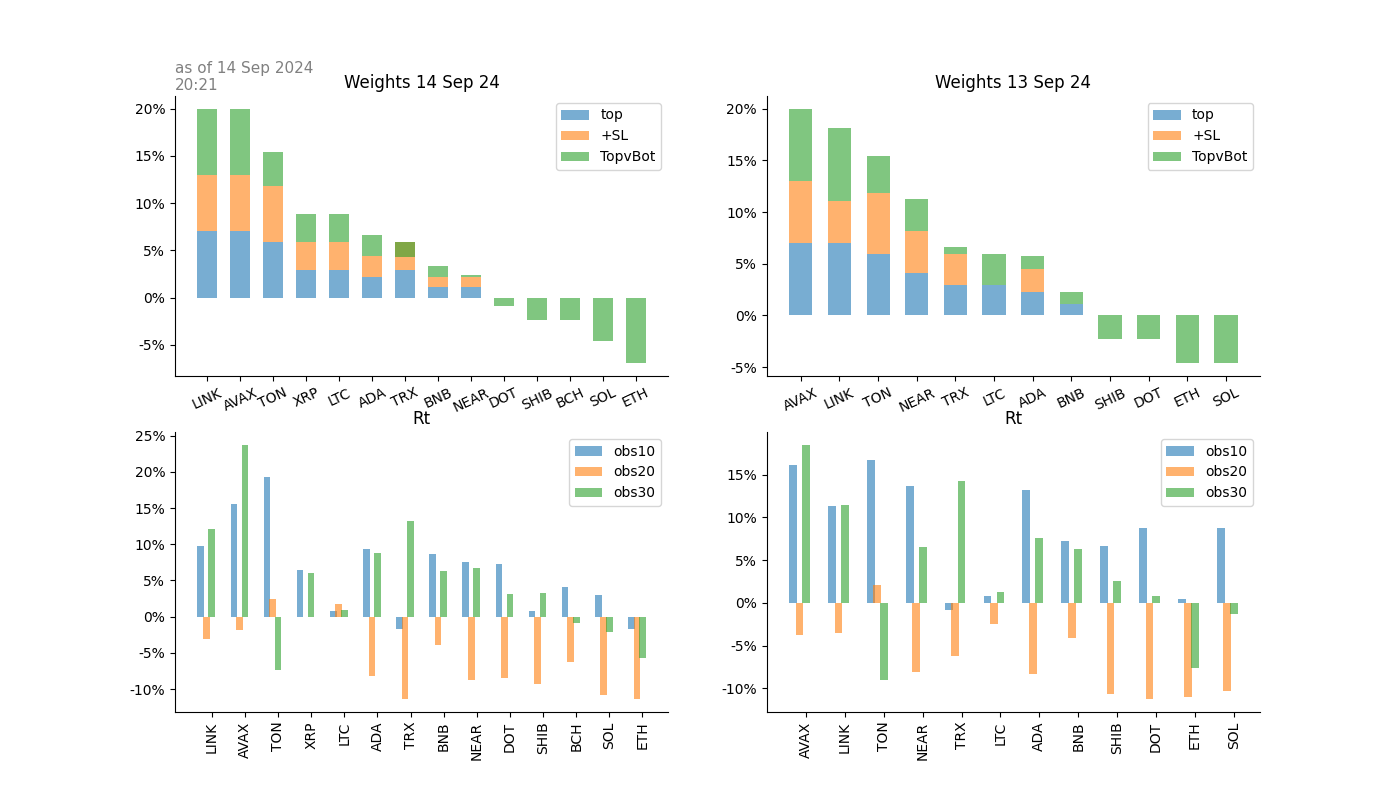 as of 14 Sep 2024
20:21
Weights 14 Sep 24
20%
15%
10%
5%
0%
-5%
top
+SL
TopvBot
LINK AVAX TON XRP LTC ADA TRX BNB NEAR DOT SHIB BCH SOL ETH
Weights 13 Sep 24
20%
15%
10%
5%
0%
-5%
top
+SL
TopvBot
AVAX LINK TON NEAR TRX LTC ADA BNB SHIB DOT ETH SOL
Rt
25%
20%
15%
10%
5%
0%
-5%
-10%
obs10
obs20
obs30
LINK AVAX TON XRP LTC ADA TRX BNB NEAR DOT SHIB BCH SOL ETH
Rt
15%
10%
5%
0%
-5%
-10%
obs10
obs20
obs30
AVAX LINK TON NEAR TRX LTC ADA BNB SHIB DOT ETH SOL